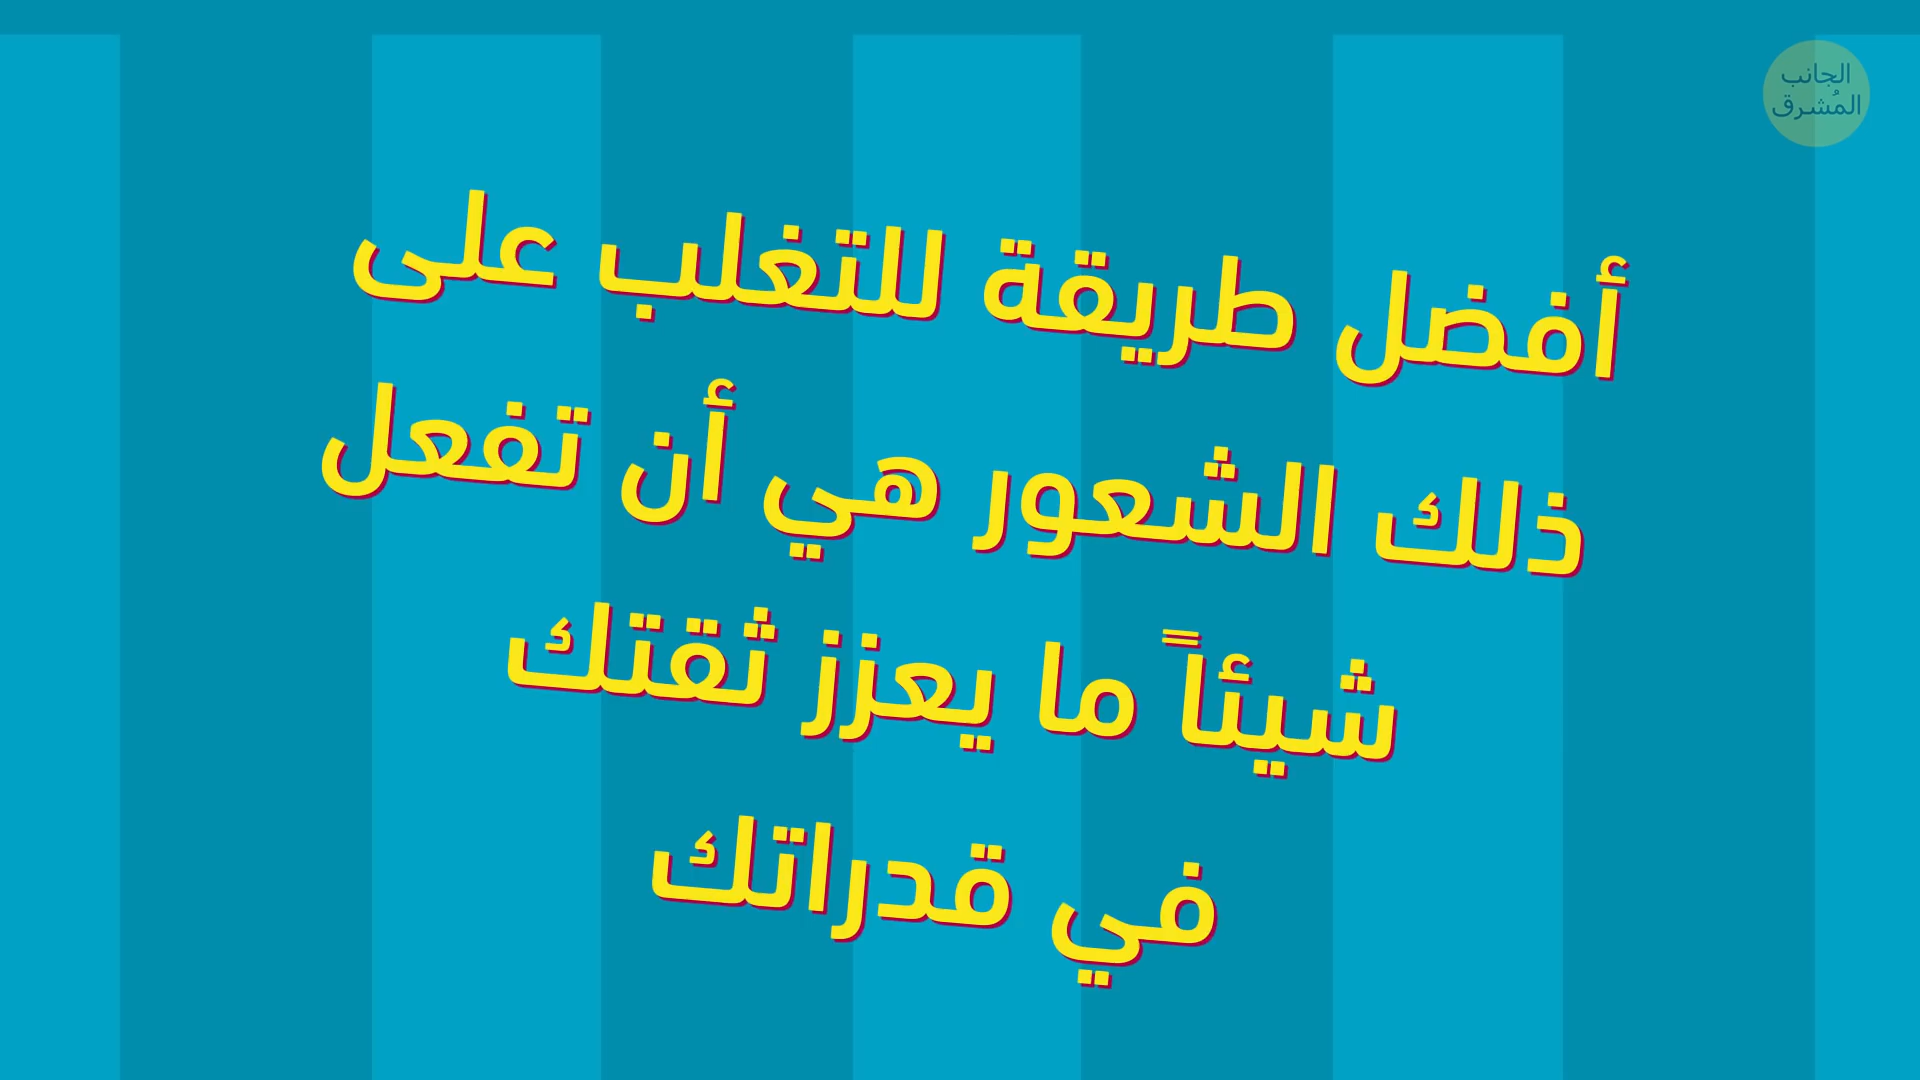 الجانب
المُشرق
أفضل طريقة للتغلب على
ذلك الشعور هي أن تفعل
شيئاً ما يعزز ثقتك
في قدراتك